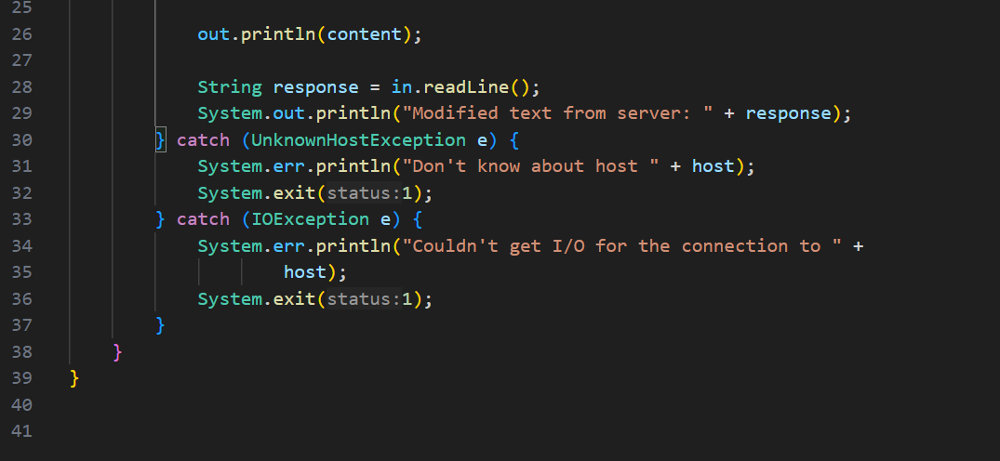 25
26 out.println(content);
27
28 String response = in.readLine();
29 System.out.println("Modified text from server: " + response);
30 } catch (UnknownHostException e) {
31 System.err.println("Don't know about host " + host);
32 System.exit(status:1);
33 } catch (IOException e) {
34 System.err.println("Couldn't get I/O for the connection to " +
35 host);
36 System.exit(status:1);
37 }
38 }
39 }
40
41